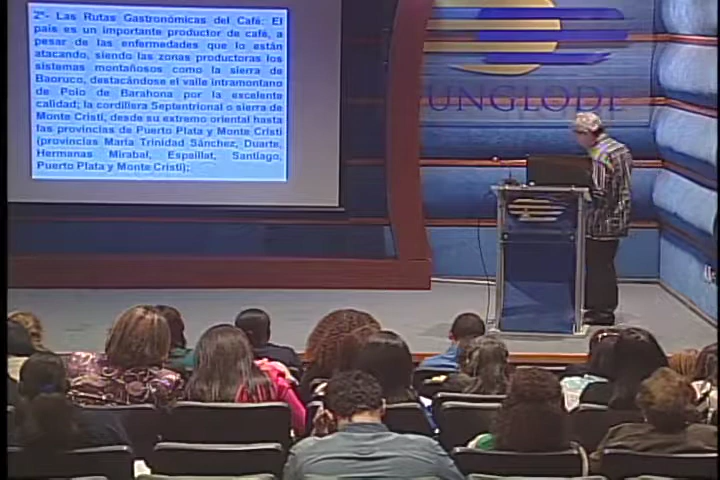 2ª- Las Rutas Gastronómicas del Café: El
país es un importante productor de café, a
pesar de las enfermedades que lo están
atacando, siendo las zonas productoras los
sistemas montañosos como la sierra de
Baoruco, destacándose el valle intramontano
de Polo de Barahona por la excelente
calidad; la cordillera Septentrional o sierra de
Monte Cristi, desde su extremo oriental hasta
las provincias de Puerto Plata y Monte Cristi
(provincias María Trinidad Sánchez, Duarte,
Hermanas Mirabal, Espaillat, Santiago,
Puerto Plata y Monte Cristi);
UNGLODE